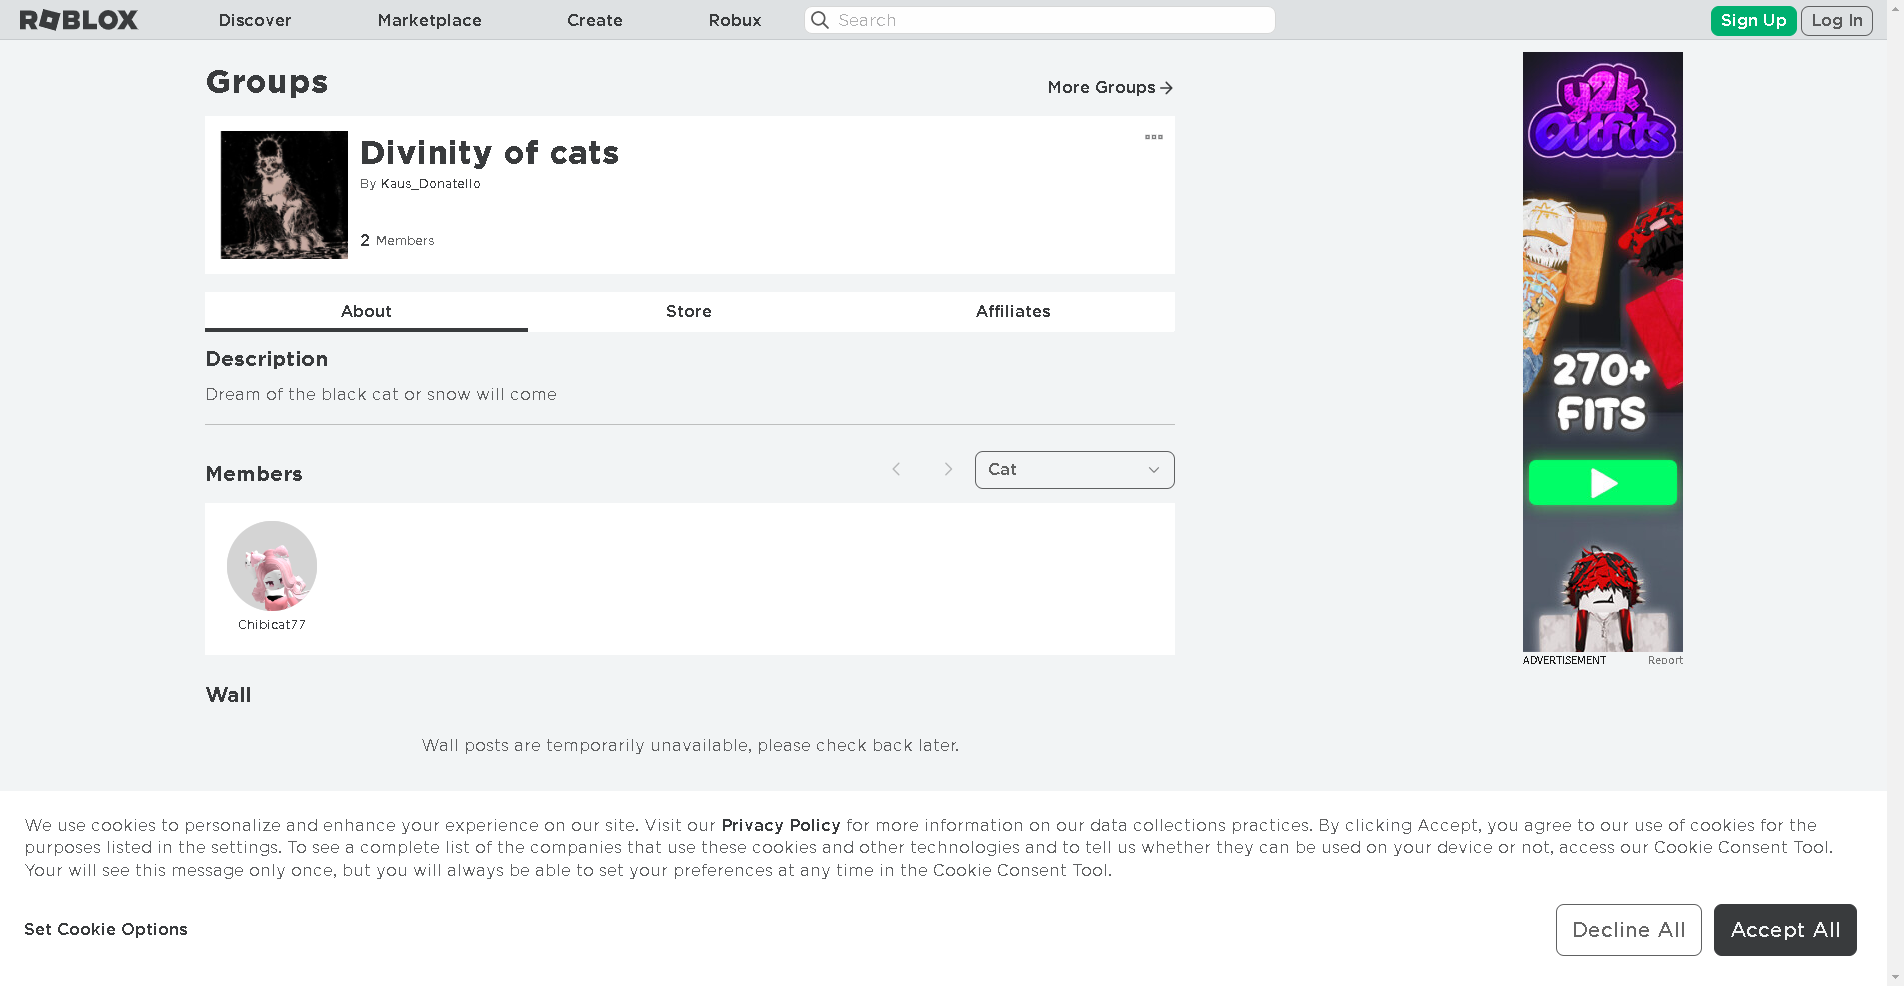 ROBLOX
Discover
Marketplace
Create
Robux
Search
Sign Up
Log In
Groups
More Groups
Divinity of cats
By Kaus_Donatello
2 Members
About
Store
Affiliates
Description
Dream of the black cat or snow will come
Members
Cat
Chibicat77
Wall
Wall posts are temporarily unavailable, please check back later.
y2k
Outfits
270+
FITS
ADVERTISEMENT
Report
We use cookies to personalize and enhance your experience on our site. Visit our Privacy Policy for more information on our data collections practices. By clicking Accept, you agree to our use of cookies for the
purposes listed in the settings. To see a complete list of the companies that use these cookies and other technologies and to tell us whether they can be used on your device or not, access our Cookie Consent Tool.
Your will see this message only once, but you will always be able to set your preferences at any time in the Cookie Consent Tool.
Set Cookie Options
Decline All
Accept All